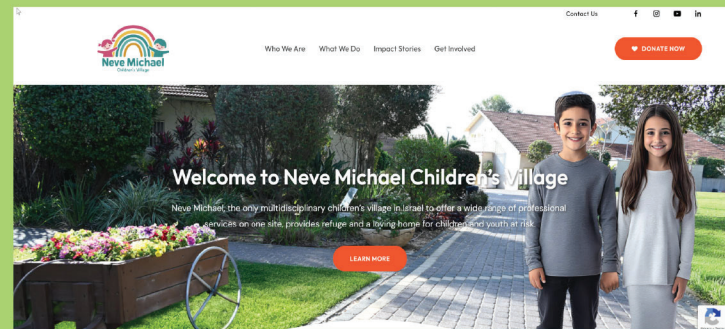 Contact Us
Neve Michael
Children's Village
Who We Are
What We Do
Impact Stories
Get Involved
DONATE NOW
Welcome to Neve Michael Children's Village
Neve Michael, the only multidisciplinary children's village in Israel to offer a wide range of professional
services on one site, provides refuge and a loving home for children and youth at risk.
LEARN MORE